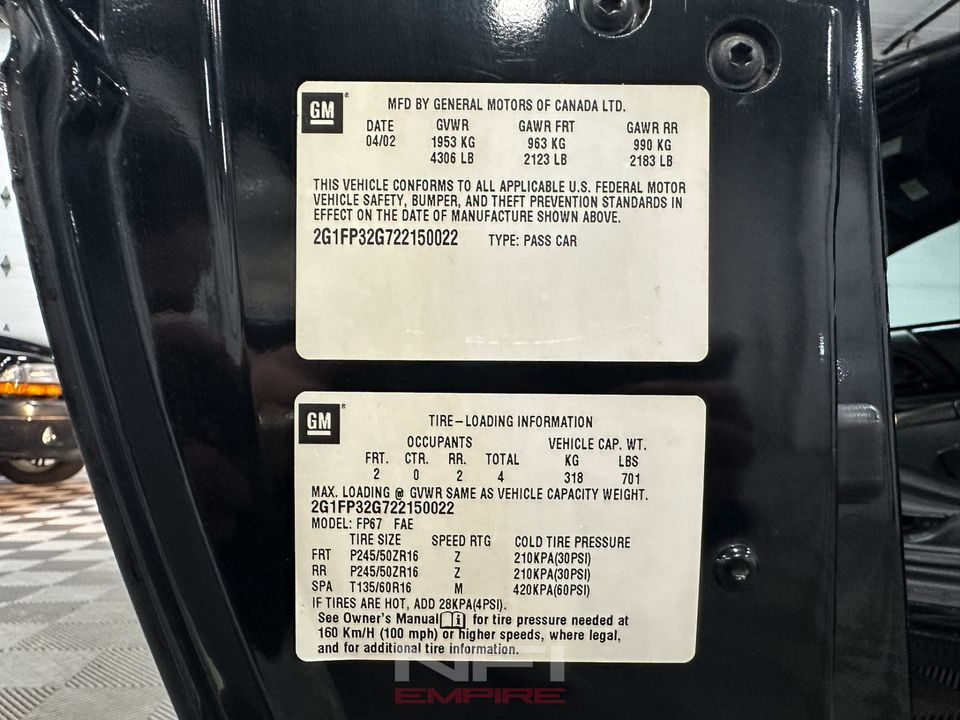 GM
MFD BY GENERAL MOTORS OF CANADA LTD.
DATE GVWR GAWR FRT GAWR RR
04/02 1953 KG 963 KG 990 KG
4306 LB 2123 LB 2183 LB
THIS VEHICLE CONFORMS TO ALL APPLICABLE U.S. FEDERAL MOTOR
VEHICLE SAFETY, BUMPER, AND THEFT PREVENTION STANDARDS IN
EFFECT ON THE DATE OF MANUFACTURE SHOWN ABOVE.
2G1FP32G722150022 TYPE: PASS CAR
GM
TIRE-LOADING INFORMATION
OCCUPANTS VEHICLE CAP. WT.
FRT. CTR. RR. TOTAL KG LBS
2 0 2 4 318 701
MAX. LOADING @ GVWR SAME AS VEHICLE CAPACITY WEIGHT.
2G1FP32G722150022
MODEL: FP67 FAE
TIRE SIZE SPEED RTG COLD TIRE PRESSURE
FRT P245/50ZR16 Z 210KPA(30PSI)
RR P245/50ZR16 Z 210KPA(30PSI)
SPA T135/60R16 M 420KPA(60PSI)
IF TIRES ARE HOT, ADD 28KPA(4PSI).
See Owner's Manual i for tire pressure needed at
160 Km/H (100 mph) or higher speeds, where legal,
and for additional tire information.
NFI
EMPIRE